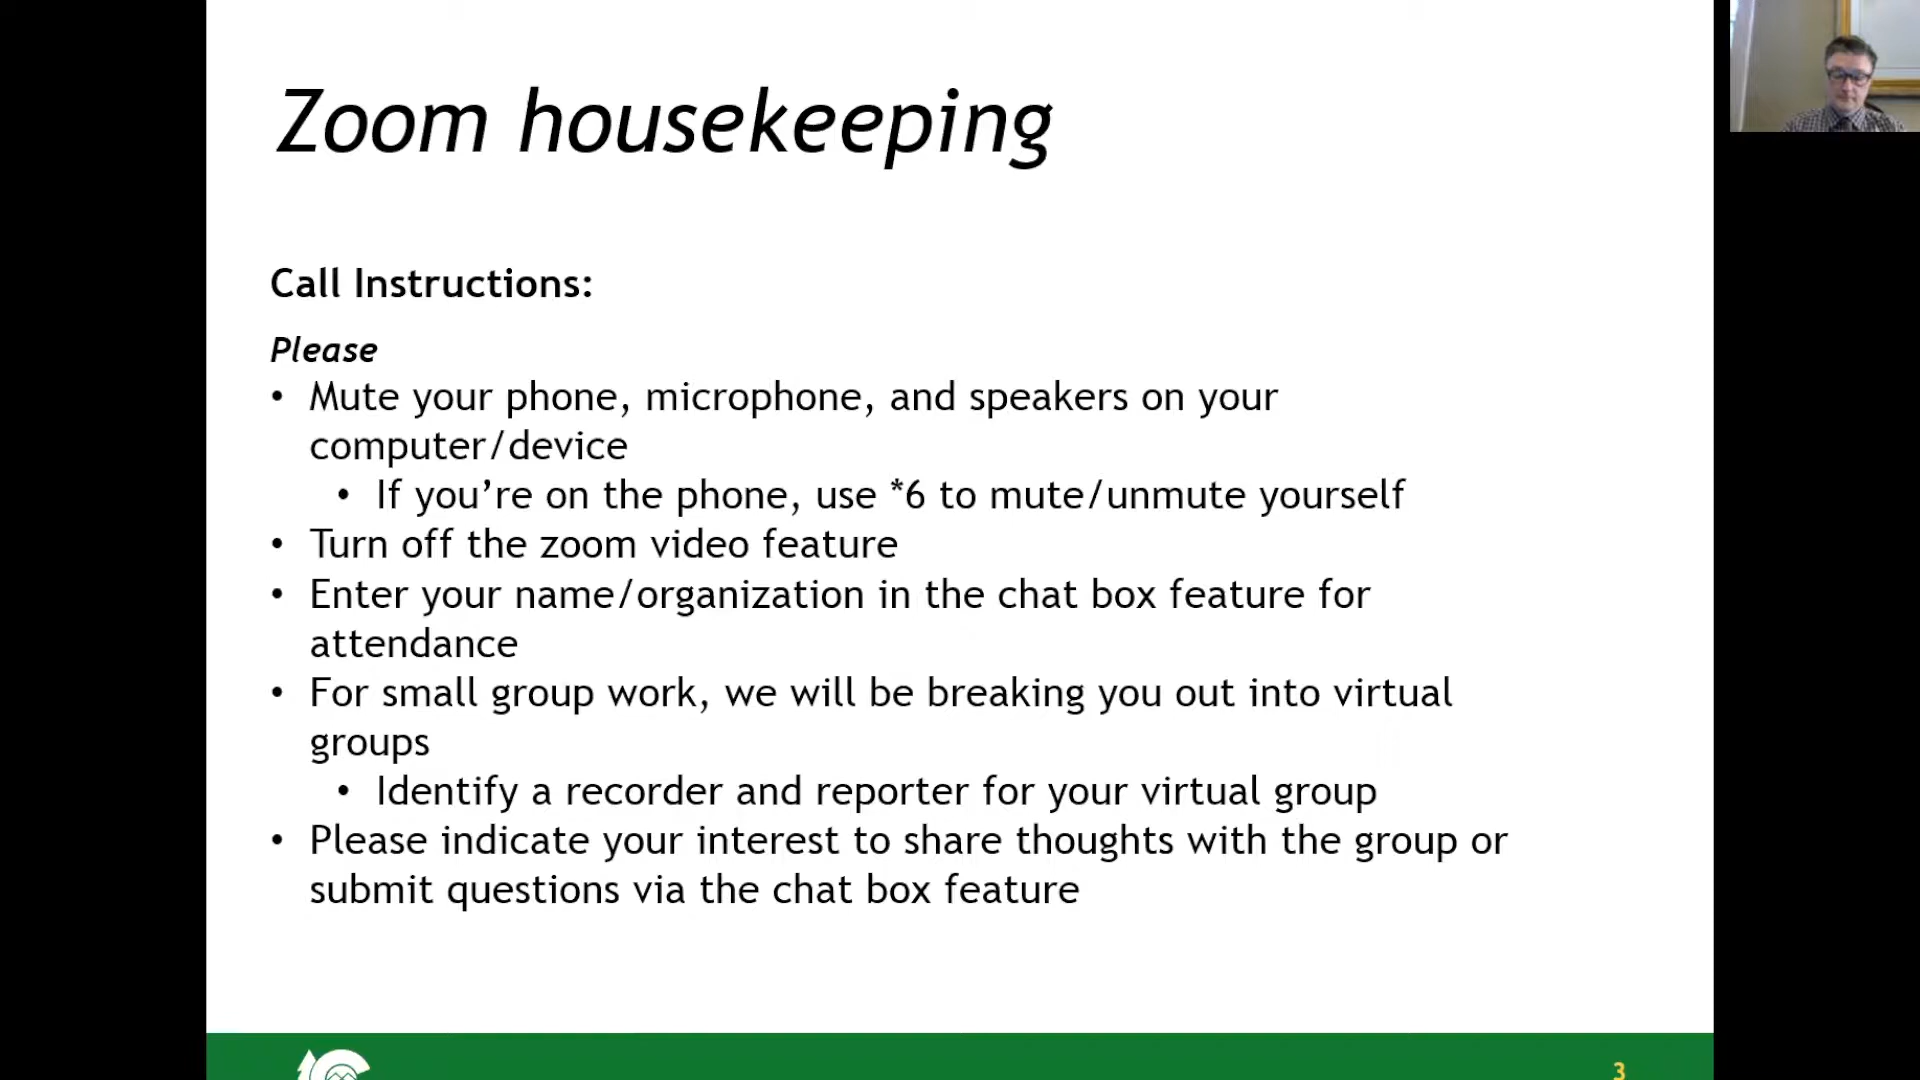 Zoom housekeeping
Call Instructions:
Please
• Mute your phone, microphone, and speakers on your
computer/device
• If you’re on the phone, use *6 to mute/unmute yourself
• Turn off the zoom video feature
• Enter your name/organization in the chat box feature for
attendance
• For small group work, we will be breaking you out into virtual
groups
• Identify a recorder and reporter for your virtual group
• Please indicate your interest to share thoughts with the group or
submit questions via the chat box feature
3